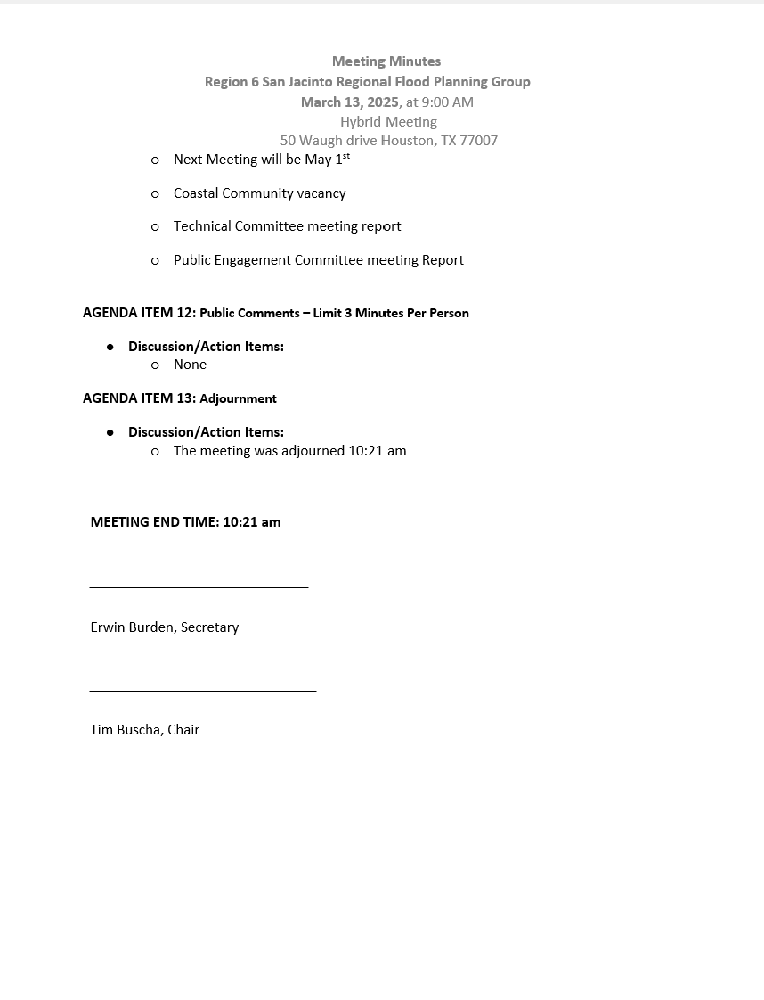 Meeting Minutes
Region 6 San Jacinto Regional Flood Planning Group
March 13, 2025, at 9:00 AM
Hybrid Meeting
50 Waugh drive Houston, TX 77007
o Next Meeting will be May 1st
o Coastal Community vacancy
o Technical Committee meeting report
o Public Engagement Committee meeting Report
AGENDA ITEM 12: Public Comments – Limit 3 Minutes Per Person
● Discussion/Action Items:
o None
AGENDA ITEM 13: Adjournment
● Discussion/Action Items:
o The meeting was adjourned 10:21 am
MEETING END TIME: 10:21 am
Erwin Burden, Secretary
Tim Buscha, Chair